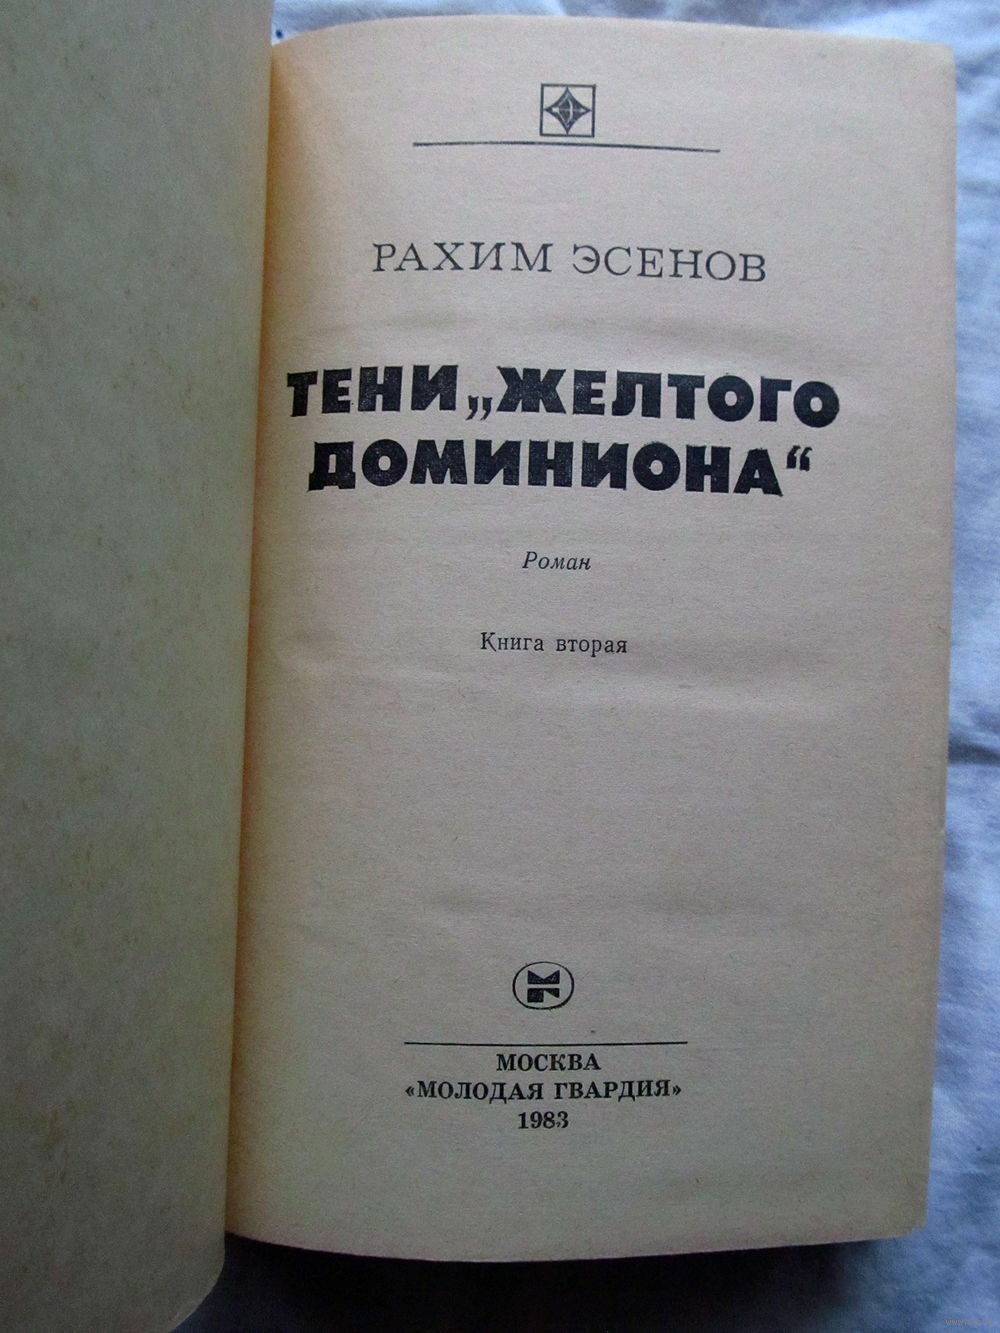 РАХИМ ЭСЕНОВ
ТЕНИ „ЖЕЛТОГО
ДОМИНИОНА“
Роман
Книга вторая
МОСКВА
«МОЛОДАЯ ГВАРДИЯ»
1983